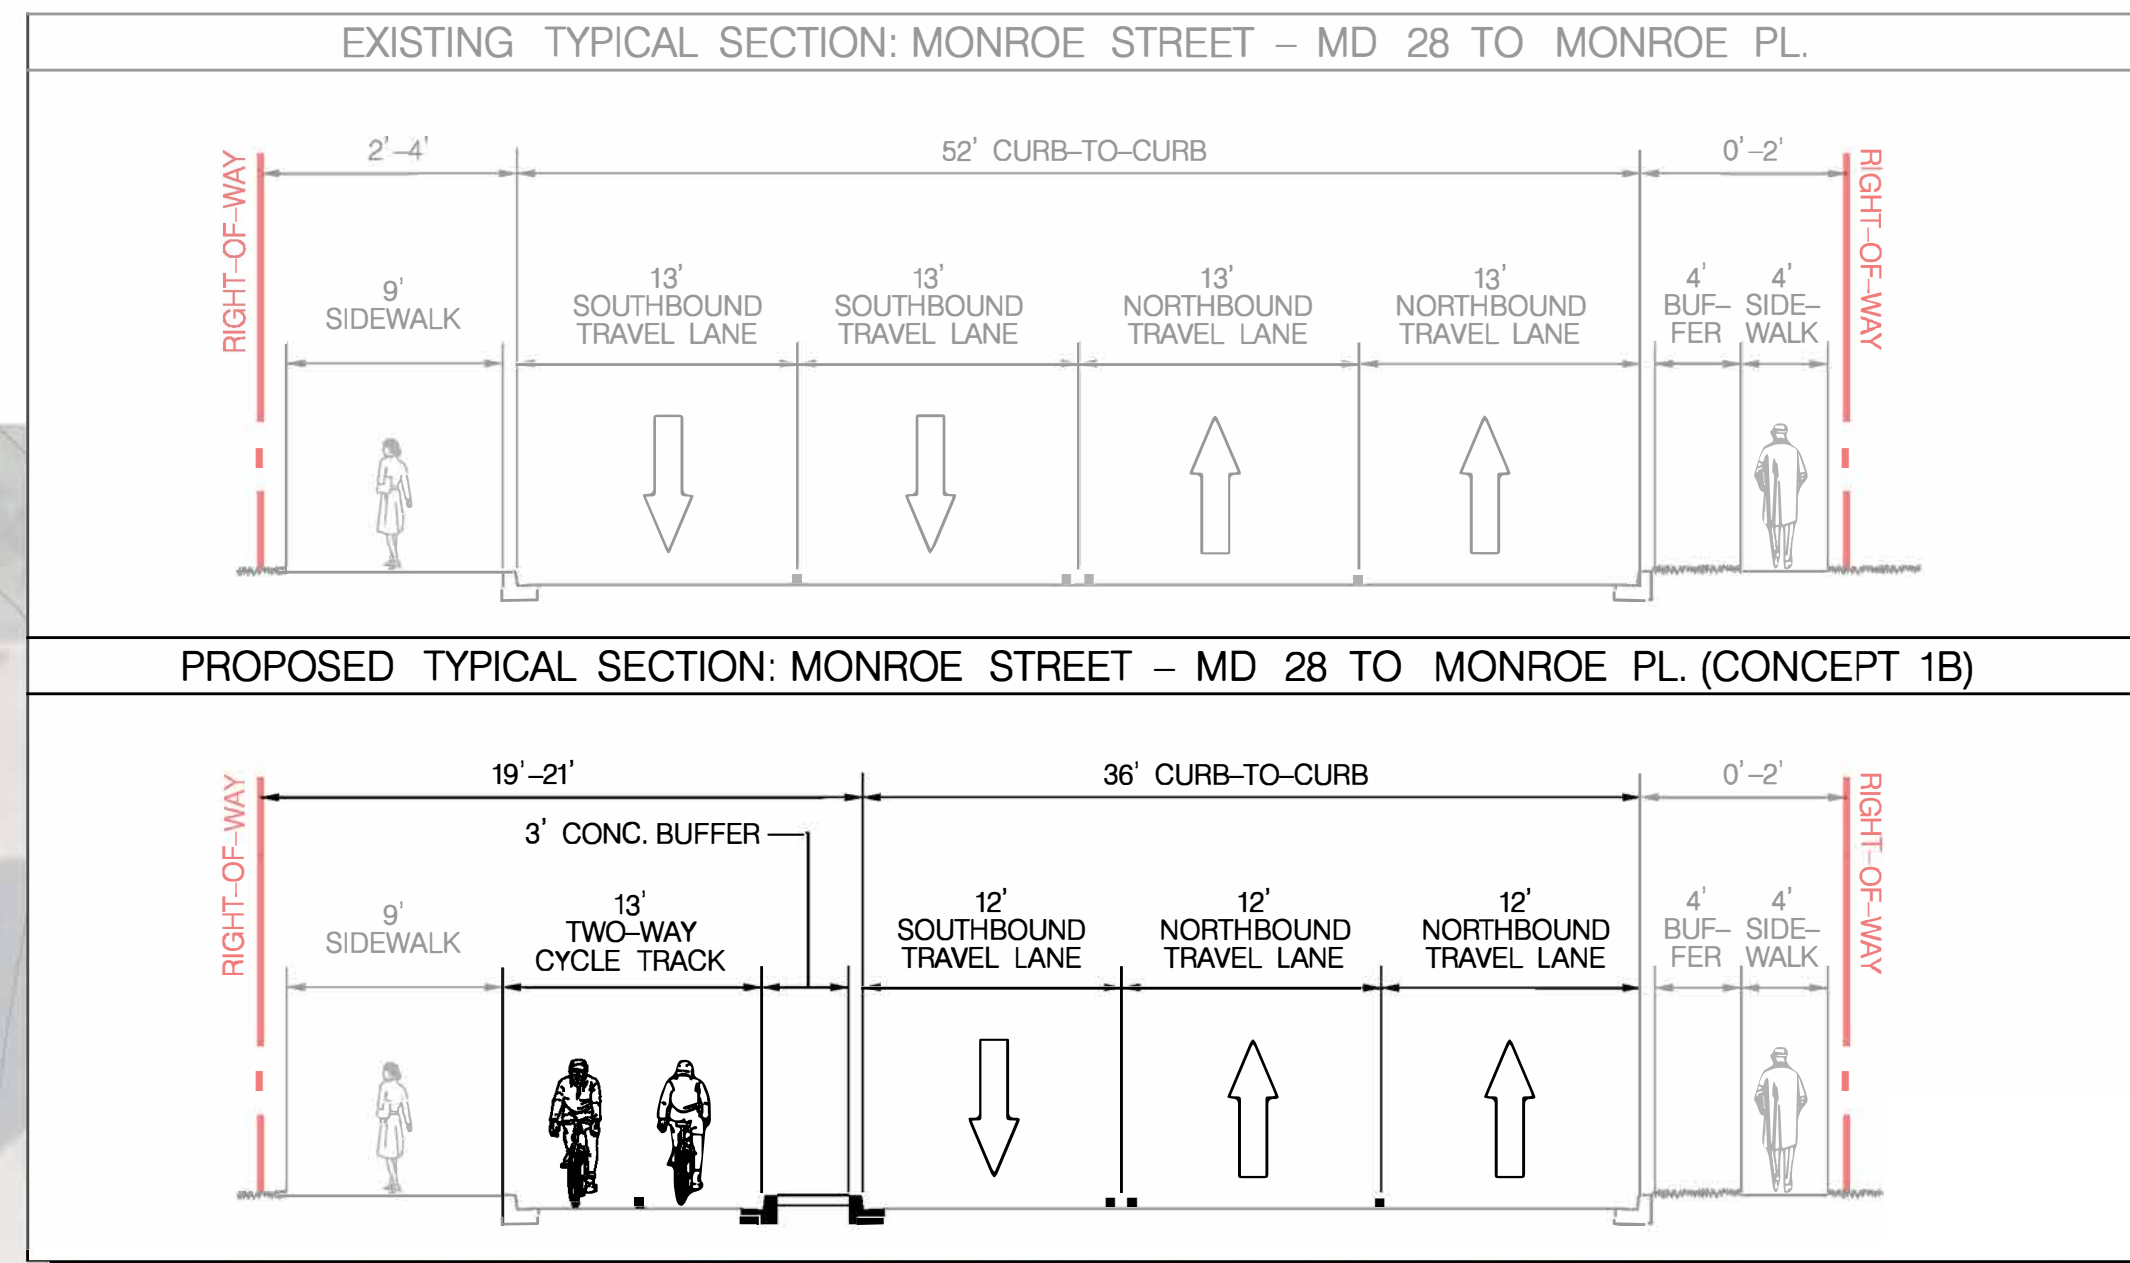 EXISTING TYPICAL SECTION: MONROE STREET – MD 28 TO MONROE PL.
2'–4'
52' CURB–TO–CURB
0'–2'
RIGHT–OF–WAY
RIGHT–OF–WAY
9'
SIDEWALK
13'
SOUTHBOUND
TRAVEL LANE
13'
SOUTHBOUND
TRAVEL LANE
13'
NORTHBOUND
TRAVEL LANE
13'
NORTHBOUND
TRAVEL LANE
4'
BUF–
FER
4'
SIDE–
WALK
PROPOSED TYPICAL SECTION: MONROE STREET – MD 28 TO MONROE PL. (CONCEPT 1B)
19'–21'
36' CURB–TO–CURB
0'–2'
RIGHT–OF–WAY
RIGHT–OF–WAY
3' CONC. BUFFER
9'
SIDEWALK
13'
TWO–WAY
CYCLE TRACK
12'
SOUTHBOUND
TRAVEL LANE
12'
NORTHBOUND
TRAVEL LANE
12'
NORTHBOUND
TRAVEL LANE
4'
BUF–
FER
4'
SIDE–
WALK